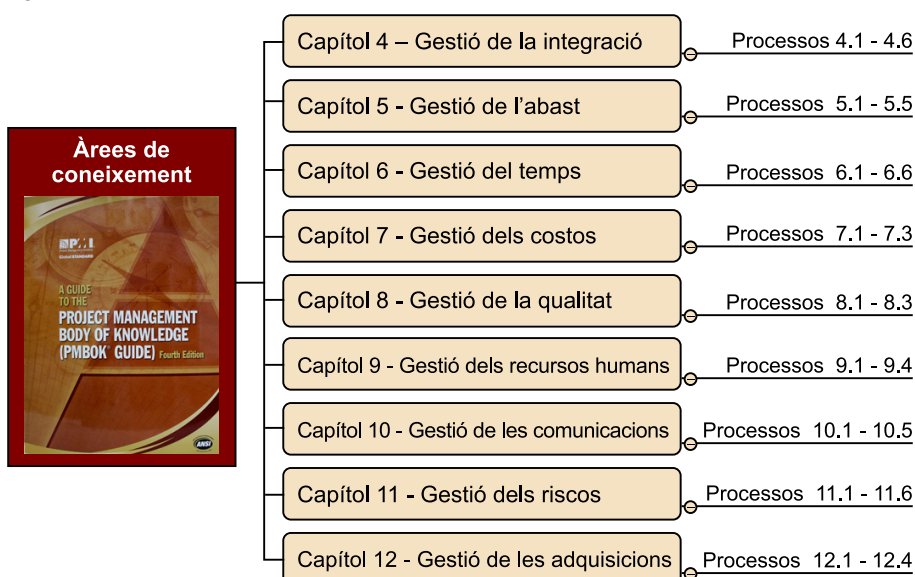 Àrees de
coneixement
PMI
Global STANDARD
A GUIDE
TO THE
PROJECT MANAGEMENT
BODY OF KNOWLEDGE
(PMBOK® GUIDE) Fourth Edition
ANSI
Capítol 4 – Gestió de la integració
Processos 4.1 - 4.6
Capítol 5 - Gestió de l'abast
Processos 5.1 - 5.5
Capítol 6 - Gestió del temps
Processos 6.1 - 6.6
Capítol 7 - Gestió dels costos
Processos 7.1 - 7.3
Capítol 8 - Gestió de la qualitat
Processos 8.1 - 8.3
Capítol 9 - Gestió dels recursos humans
Processos 9.1 - 9.4
Capítol 10 - Gestió de les comunicacions
Processos 10.1 - 10.5
Capítol 11 - Gestió dels riscos
Processos 11.1 - 11.6
Capítol 12 - Gestió de les adquisicions
Processos 12.1 - 12.4